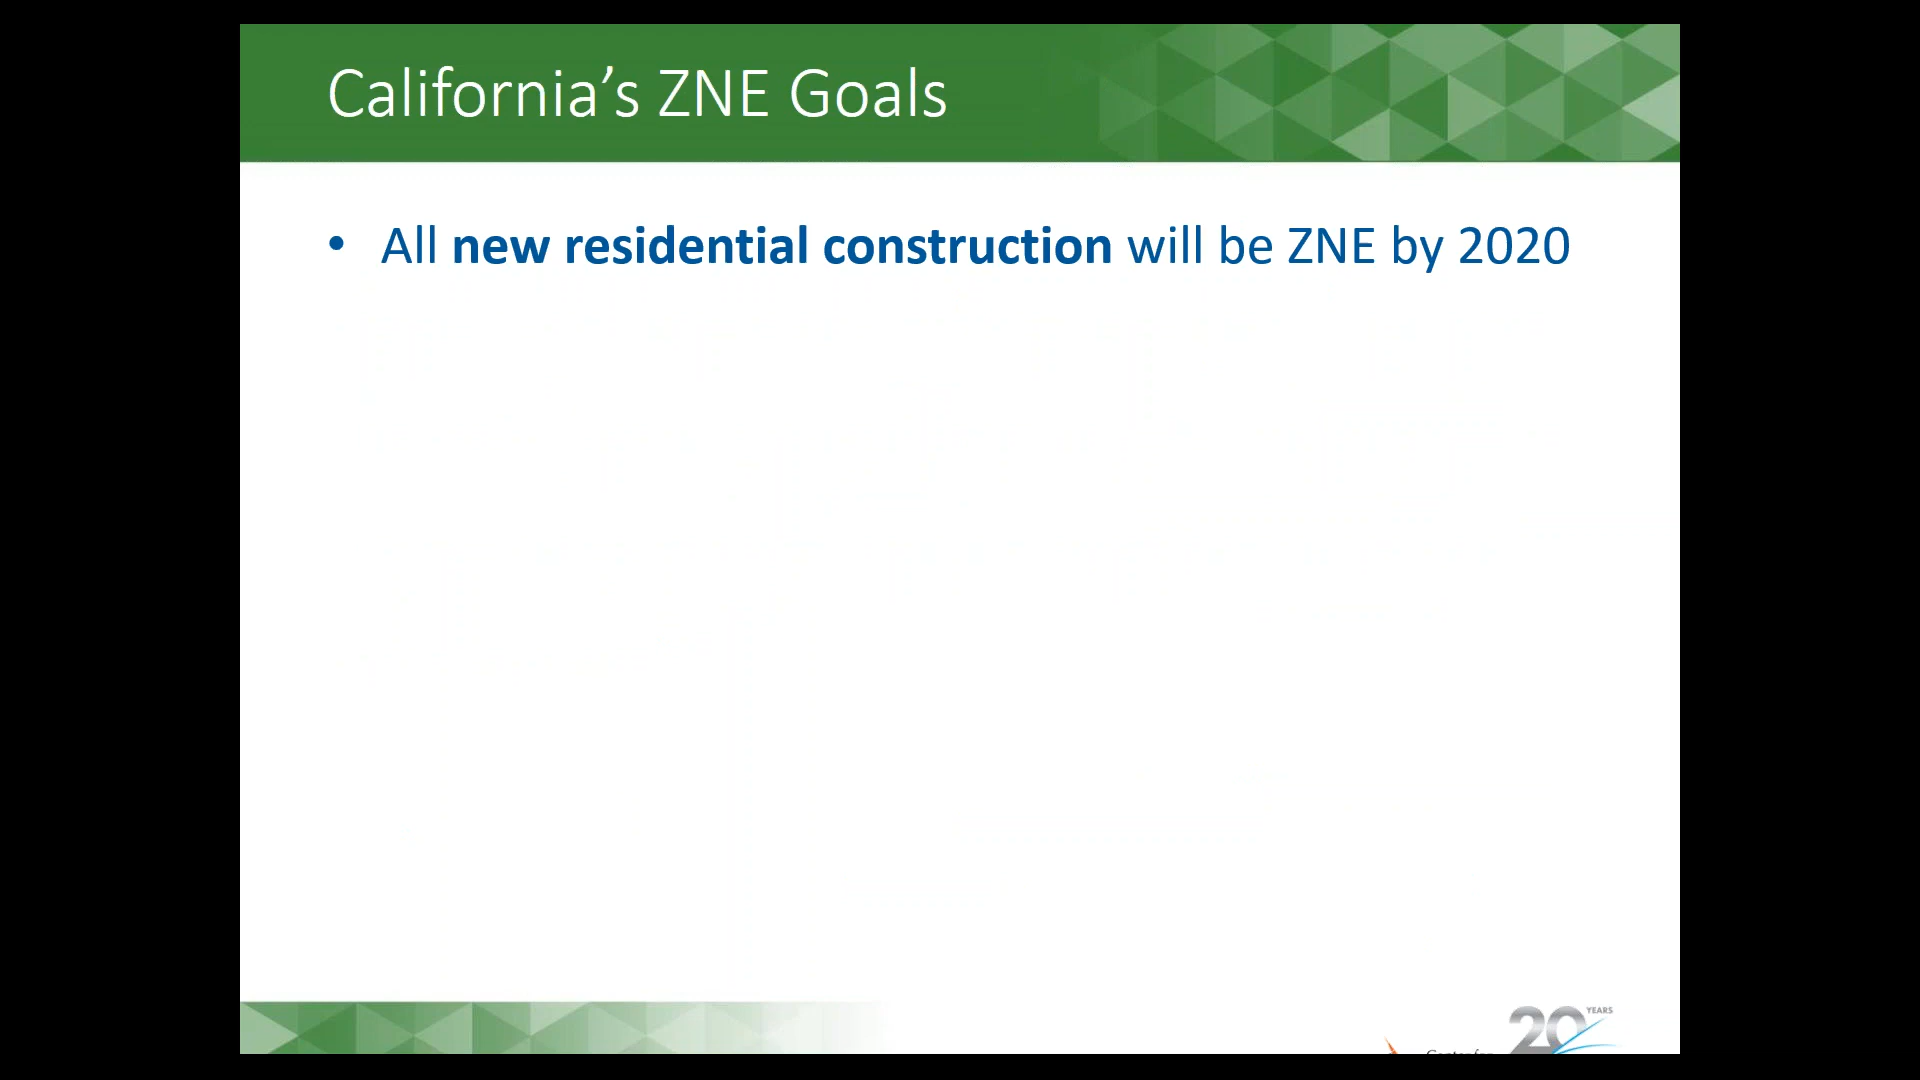 California’s ZNE Goals
• All new residential construction will be ZNE by 2020
20 YEARS